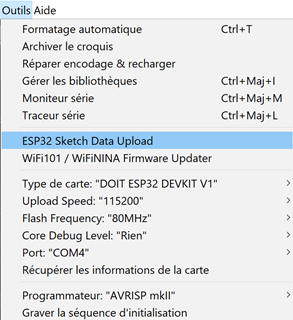 Outils Aide
Formatage automatique Ctrl+T
Archiver le croquis
Réparer encodage & recharger
Gérer les bibliothèques Ctrl+Maj+I
Moniteur série Ctrl+Maj+M
Traceur série Ctrl+Maj+L
ESP32 Sketch Data Upload
WiFi101 / WiFiNINA Firmware Updater
Type de carte: "DOIT ESP32 DEVKIT V1"
Upload Speed: "115200"
Flash Frequency: "80MHz"
Core Debug Level: "Rien"
Port: "COM4"
Récupérer les informations de la carte
Programmateur: "AVRISP mkII"
Graver la séquence d'initialisation